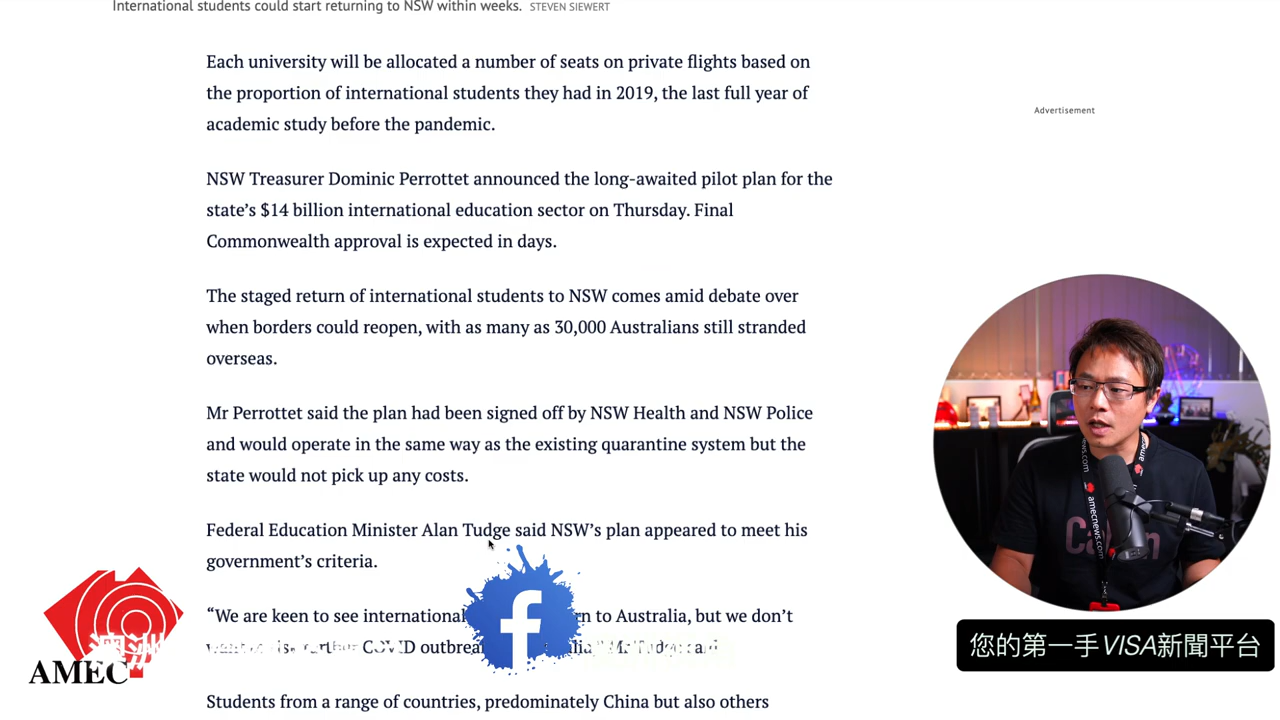 International students could start returning to NSW within weeks. STEVEN SIEWERT
Each university will be allocated a number of seats on private flights based on
the proportion of international students they had in 2019, the last full year of
academic study before the pandemic.
Advertisement
NSW Treasurer Dominic Perrottet announced the long-awaited pilot plan for the
state's $14 billion international education sector on Thursday. Final
Commonwealth approval is expected in days.
The staged return of international students to NSW comes amid debate over
when borders could reopen, with as many as 30,000 Australians still stranded
overseas.
Mr Perrottet said the plan had been signed off by NSW Health and NSW Police
and would operate in the same way as the existing quarantine system but the
state would not pick up any costs.
Federal Education Minister Alan Tudge said NSW's plan appeared to meet his
government's criteria.
“We are keen to see international to Australia, but we don't
COVID
Students from a range of countries, predominately China but also others
澳洲
AMEC
f
amecnews.com
您的第一手VISA新聞平台